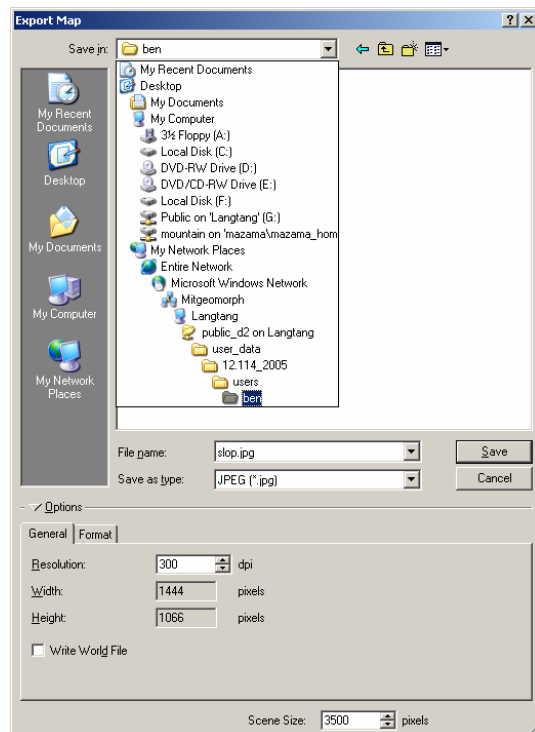 Export Map
Save in: ben
My Recent Documents
Desktop
My Documents
My Computer
3½ Floppy (A:)
Local Disk (C:)
DVD-RW Drive (D:)
DVD/CD-RW Drive (E:)
Local Disk (F:)
Public on 'Langtang' (G:)
mountain on 'mazama\mazama_hom
My Network Places
Entire Network
Microsoft Windows Network
Mitgeomorph
Langtang
public_d2 on Langtang
user_data
12.114_2005
users
ben
My Recent
Documents
Desktop
My Documents
My Computer
My Network
Places
File name: slop.jpg Save
Save as type: JPEG (*.jpg) Cancel
Options
General Format
Resolution: 300 dpi
Width: 1444 pixels
Height: 1066 pixels
Write World File
Scene Size: 3500 pixels